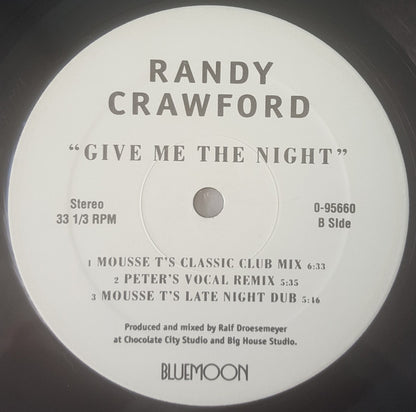 RANDY
CRAWFORD
“GIVE ME THE NIGHT”
Stereo
33 1/3 RPM
0-95660
B Side
1 MOUSSE T'S CLASSIC CLUB MIX 6:33
2 PETER'S VOCAL REMIX 5:35
3 MOUSSE T'S LATE NIGHT DUB 5:46
Produced and mixed by Ralf Droesemeyer
at Chocolate City Studio and Big House Studio.
BLUEMOON